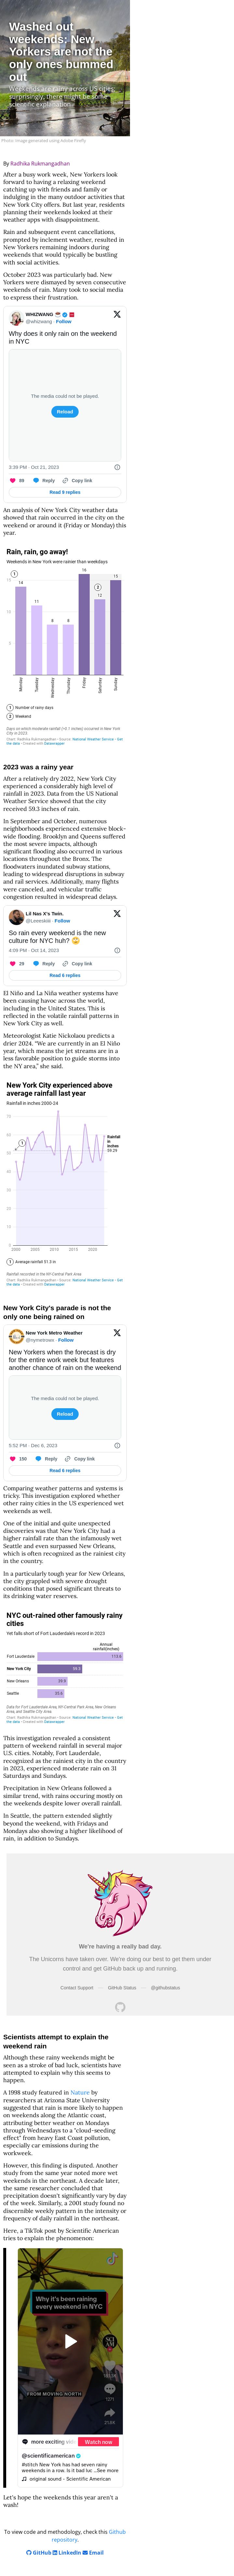 Washed out
weekends: New
Yorkers are not the
only ones bummed
out
Weekends are rainy across US cities;
surprisingly, there might be some
scientific explanation
Photo: Image generated using Adobe Firefly
By Radhika Rukmangadhan
After a busy work week, New Yorkers look
forward to having a relaxing weekend
catching up with friends and family or
indulging in the many outdoor activities that
New York City offers. But last year, residents
planning their weekends looked at their
weather apps with disappointment.
Rain and subsequent event cancellations,
prompted by inclement weather, resulted in
New Yorkers remaining indoors during
weekends that would typically be bustling
with social activities.
October 2023 was particularly bad. New
Yorkers were dismayed by seven consecutive
weekends of rain. Many took to social media
to express their frustration.
WHIZWANG
@whizwang · Follow
Why does it only rain on the weekend
in NYC
The media could not be played.
Reload
3:39 PM · Oct 21, 2023
89 Reply Copy link
Read 9 replies
An analysis of New York City weather data
showed that rain occurred in the city on the
weekend or around it (Friday or Monday) this
year.
Rain, rain, go away!
Weekends in New York were rainier than weekdays
1
15
10
5
14
11
8
8
16
2
12
15
Monday
Tuesday
Wednesday
Thursday
Friday
Saturday
Sunday
1 Number of rainy days
2 Weekend
Days in which moderate rainfall (>0.1 inches) occurred in New York
city in 2023
Chart: Radhika Rukmangadhan · Source: National Weather Service · Get
the data · Created with Datawrapper
2023 was a rainy year
After a relatively dry 2022, New York City
experienced a considerably high level of
rainfall in 2023. Data from the US National
Weather Service showed that the city
received 59.3 inches of rain.
In September and October, numerous
neighborhoods experienced extensive block-
wide flooding. Brooklyn and Queens suffered
the most severe impacts, although
significant flooding also occurred in various
locations throughout the Bronx. The
floodwaters inundated subway stations,
leading to widespread disruptions in subway
and rail services. Additionally, many flights
were canceled, and vehicular traffic
congestion resulted in widespread delays.
Lil Nas X's Twin.
· Follow
So rain every weekend is the new
culture for NYC huh?
4:09 PM · Oct 14, 2023
28 Reply Copy link
Read 6 replies
El Niño and La Niña weather systems have
been causing havoc across the world,
including in the United States. This is
reflected in the volatile rainfall patterns in
New York City as well.
Meteorologist Katie Nickolaou predicts a
direr 2024. "We are currently in an El Niño
year, which means the jet streams are in a
less favorable position to guide storms into
the NY area," she said.
New York City experienced above
average rainfall last year
Rainfall in inches 2000-24
70
60
50
40
30
20
10
0
1
Rainfall
in
inches
59.29
2000 2005 2010 2015 2020
1 Average rainfall 51.3 in
Rainfall recorded in the NY-Central Park Area
Chart: Radhika Rukmangadhan · Source: National Weather Service · Get
the data · Created with Datawrapper
New York City's parade is not the
only one being rained on
New York Metro Weather
@nymetrowx · Follow
New Yorkers when the forecast is dry
for the entire work week but features
another chance of rain on the weekend
The media could not be played.
Reload
5:52 PM · Dec 6, 2023
150 Reply Copy link
Read 6 replies
Comparing weather patterns and systems is
tricky. This investigation explored whether
other rainy cities in the US experienced wet
weekends as well.
One of the initial and quite unexpected
discoveries was that New York City had a
higher rainfall rate than the infamously wet
Seattle and even surpassed New Orleans,
which is often recognized as the rainiest city
in the country.
In a particularly tough year for New Orleans,
the city grappled with severe drought
conditions that posed significant threats to
its drinking water reserves.
NYC out-rained other famously rainy
cities
Yet falls short of Fort Lauderdale's record in 2023
Annual
rainfall(inches)
Fort Lauderdale 113.6
New York City 59.3
New Orleans 39.9
Seattle
Data for Fort Lauderdale Area, NY-Central Park Area, New Orleans
Area, and Seattle City Area
Chart: Radhika Rukmangadhan · Source: National Weather Service · Get
the data · Created with Datawrapper
This investigation revealed a consistent
pattern of weekend rainfall in several major
U.S. cities. Notably, Fort Lauderdale,
recognized as the rainiest city in the country
in 2023, experienced moderate rain on 31
Saturdays and Sundays.
Precipitation in New Orleans followed a
similar trend, with rains occuring mostly on
the weekends despite lower overall rainfall.
In Seattle, the pattern extended slightly
beyond the weekend, with Fridays and
Mondays also showing a higher likelihood of
rain, in addition to Sundays.
We're having a really bad day.
The Unicorns have taken over. We're doing our best to get them under
control and get GitHub back up and running.
Contact Support — GitHub Status — @githubstatus
Scientists attempt to explain the
weekend rain
Although these rainy weekends might be
seen as a stroke of bad luck, scientists have
attempted to explain why this seems to
happen.
A 1998 study featured in Nature by
researchers at Arizona State University
suggested that rain is more likely to happen
on weekends along the Atlantic coast,
attributing better weather on Mondays
through Wednesdays to a "cloud-seeding
effect" from heavy East Coast pollution,
especially car emissions during the
workweek.
However, this finding is disputed. Another
study from the same year noted more wet
weekends in the northeast. A decade later,
the same researcher concluded that
precipitation doesn't significantly vary by day
of the week. Similarly, a 2001 study found no
discernible weekly pattern in the intensity or
frequency of daily rainfall in the northeast.
Here, a TikTok post by Scientific American
tries to explain the phenomenon:
Why it's been raining
every weekend in NYC
FROM MOVING NORTH
more exciting vide Watch now
@scientificamerican
#stitch New York has had seven rainy
weekends in a row. Is it bad luc ...See more
original sound - Scientific American
Let's hope the weekends this year aren't a
wash!
To view code and methodology, check this Github
repository.
GitHub LinkedIn Email